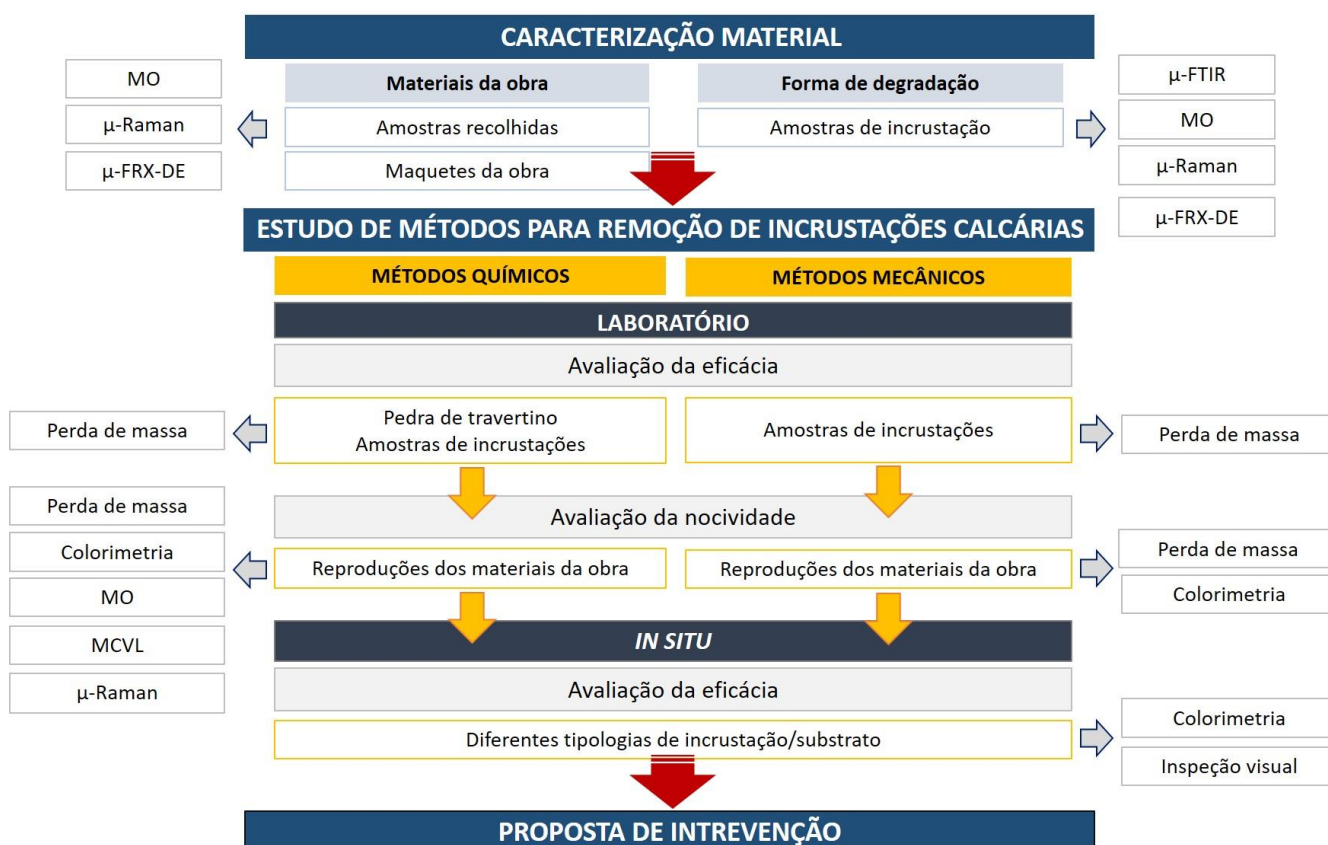 CARACTERIZAÇÃO MATERIAL
MO
μ-Raman
μ-FRX-DE
Materiais da obra
Amostras recolhidas
Maquetes da obra
Forma de degradação
Amostras de incrustação
μ-FTIR
MO
μ-Raman
μ-FRX-DE
ESTUDO DE MÉTODOS PARA REMOÇÃO DE INCRUSTAÇÕES CALCÁRIAS
MÉTODOS QUÍMICOS
MÉTODOS MECÂNICOS
LABORATÓRIO
Avaliação da eficácia
Perda de massa
Pedra de travertino
Amostras de incrustações
Amostras de incrustações
Perda de massa
Avaliação da nocividade
Perda de massa
Colorimetria
MO
MCVL
μ-Raman
Reproduções dos materiais da obra
Reproduções dos materiais da obra
Perda de massa
Colorimetria
IN SITU
Avaliação da eficácia
Diferentes tipologias de incrustação/substrato
Colorimetria
Inspeção visual
PROPOSTA DE INTREVENÇÃO